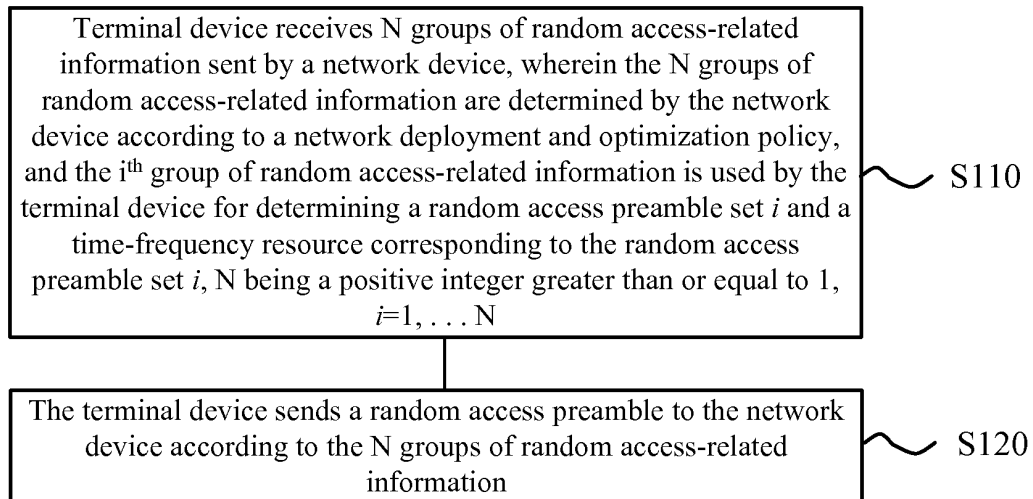 Terminal device receives N groups of random access-related
information sent by a network device, wherein the N groups of
random access-related information are determined by the network
device according to a network deployment and optimization policy,
and the iᵗʰ group of random access-related information is used by the
terminal device for determining a random access preamble set i and a
time-frequency resource corresponding to the random access
preamble set i, N being a positive integer greater than or equal to 1,
i=1, . . . N
S110
The terminal device sends a random access preamble to the network
device according to the N groups of random access-related
information
S120